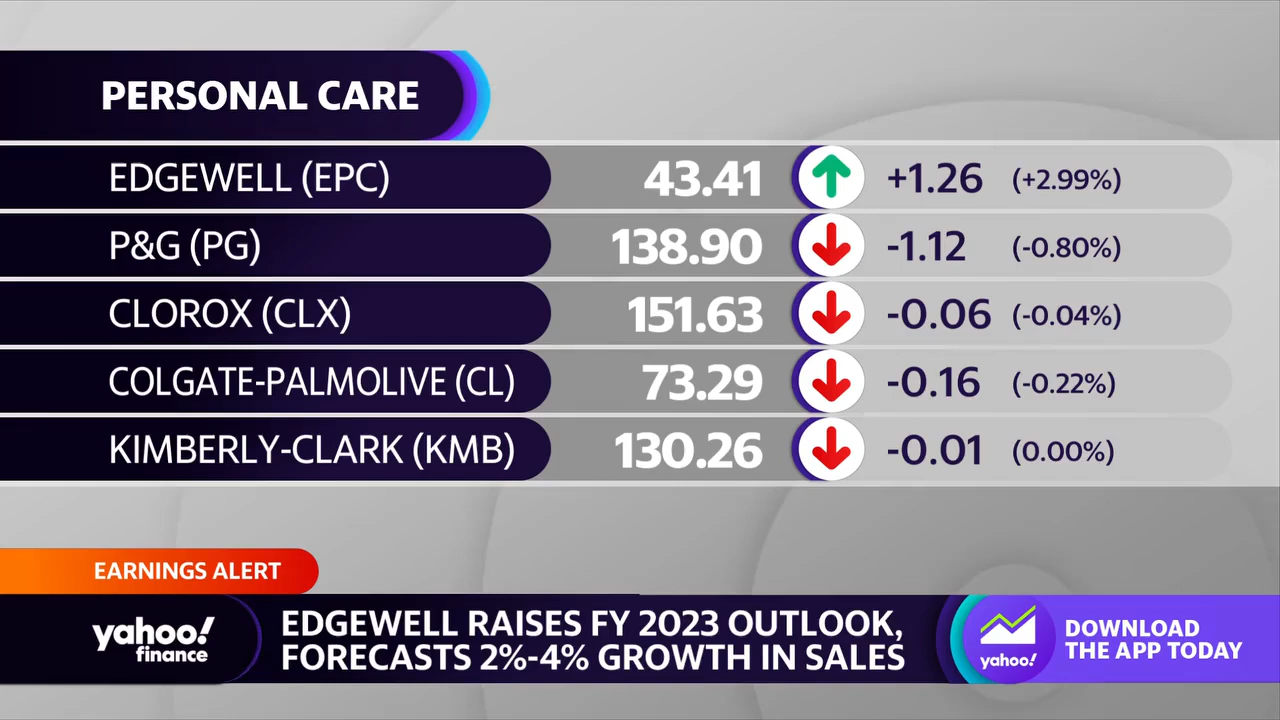 PERSONAL CARE
EDGEWELL (EPC) 43.41 +1.26 (+2.99%)
P&G (PG) 138.90 -1.12 (-0.80%)
CLOROX (CLX) 151.63 -0.06 (-0.04%)
COLGATE-PALMOLIVE (CL) 73.29 -0.16 (-0.22%)
KIMBERLY-CLARK (KMB) 130.26 -0.01 (0.00%)
EARNINGS ALERT
yahoo!
finance
EDGEWELL RAISES FY 2023 OUTLOOK,
FORECASTS 2%-4% GROWTH IN SALES
yahoo!
DOWNLOAD
THE APP TODAY